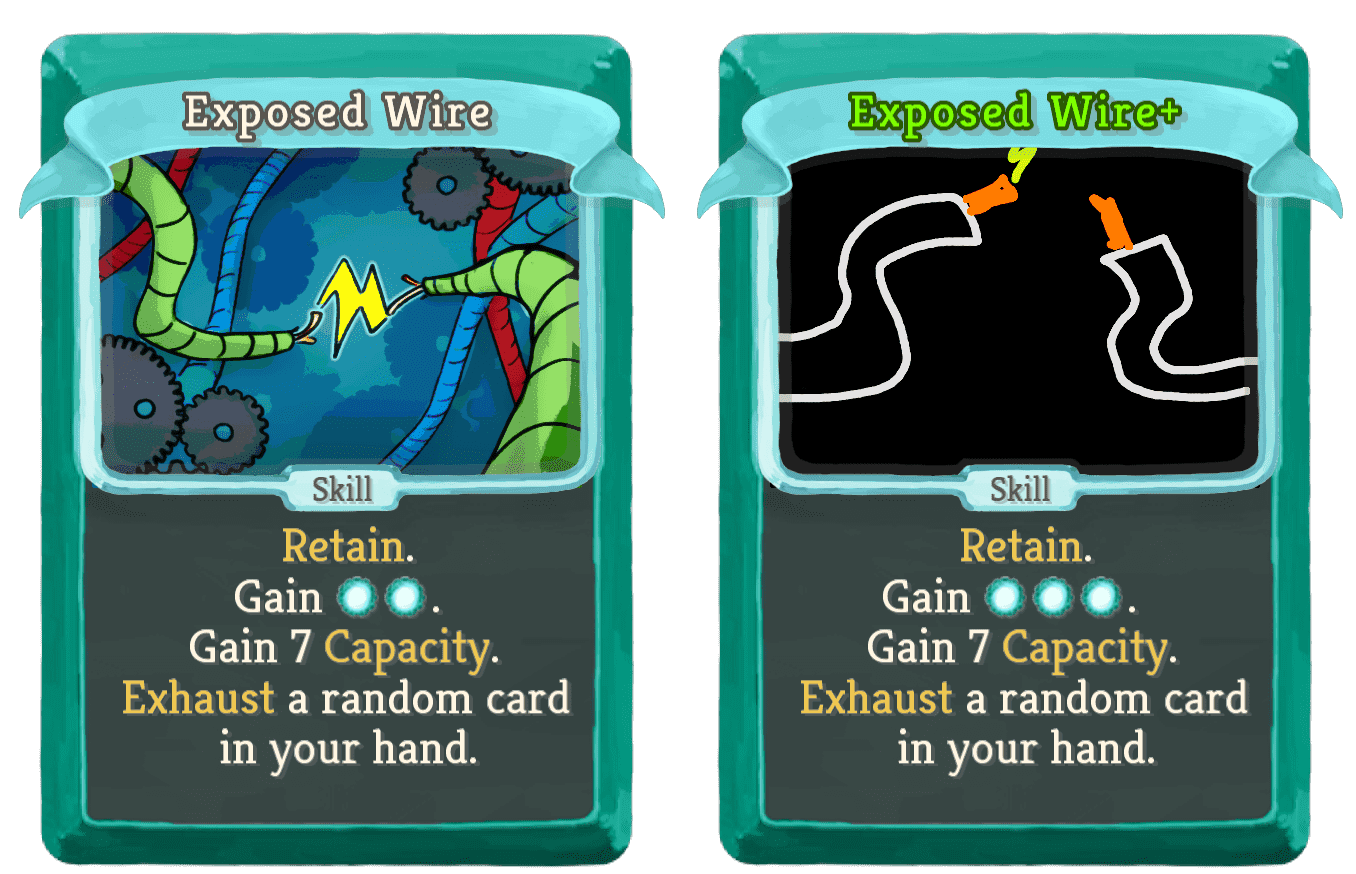 Exposed Wire
Skill
Retain.
Gain .
Gain 7 Capacity.
Exhaust a random card
in your hand.
Exposed Wire+
Skill
Retain.
Gain .
Gain 7 Capacity.
Exhaust a random card
in your hand.